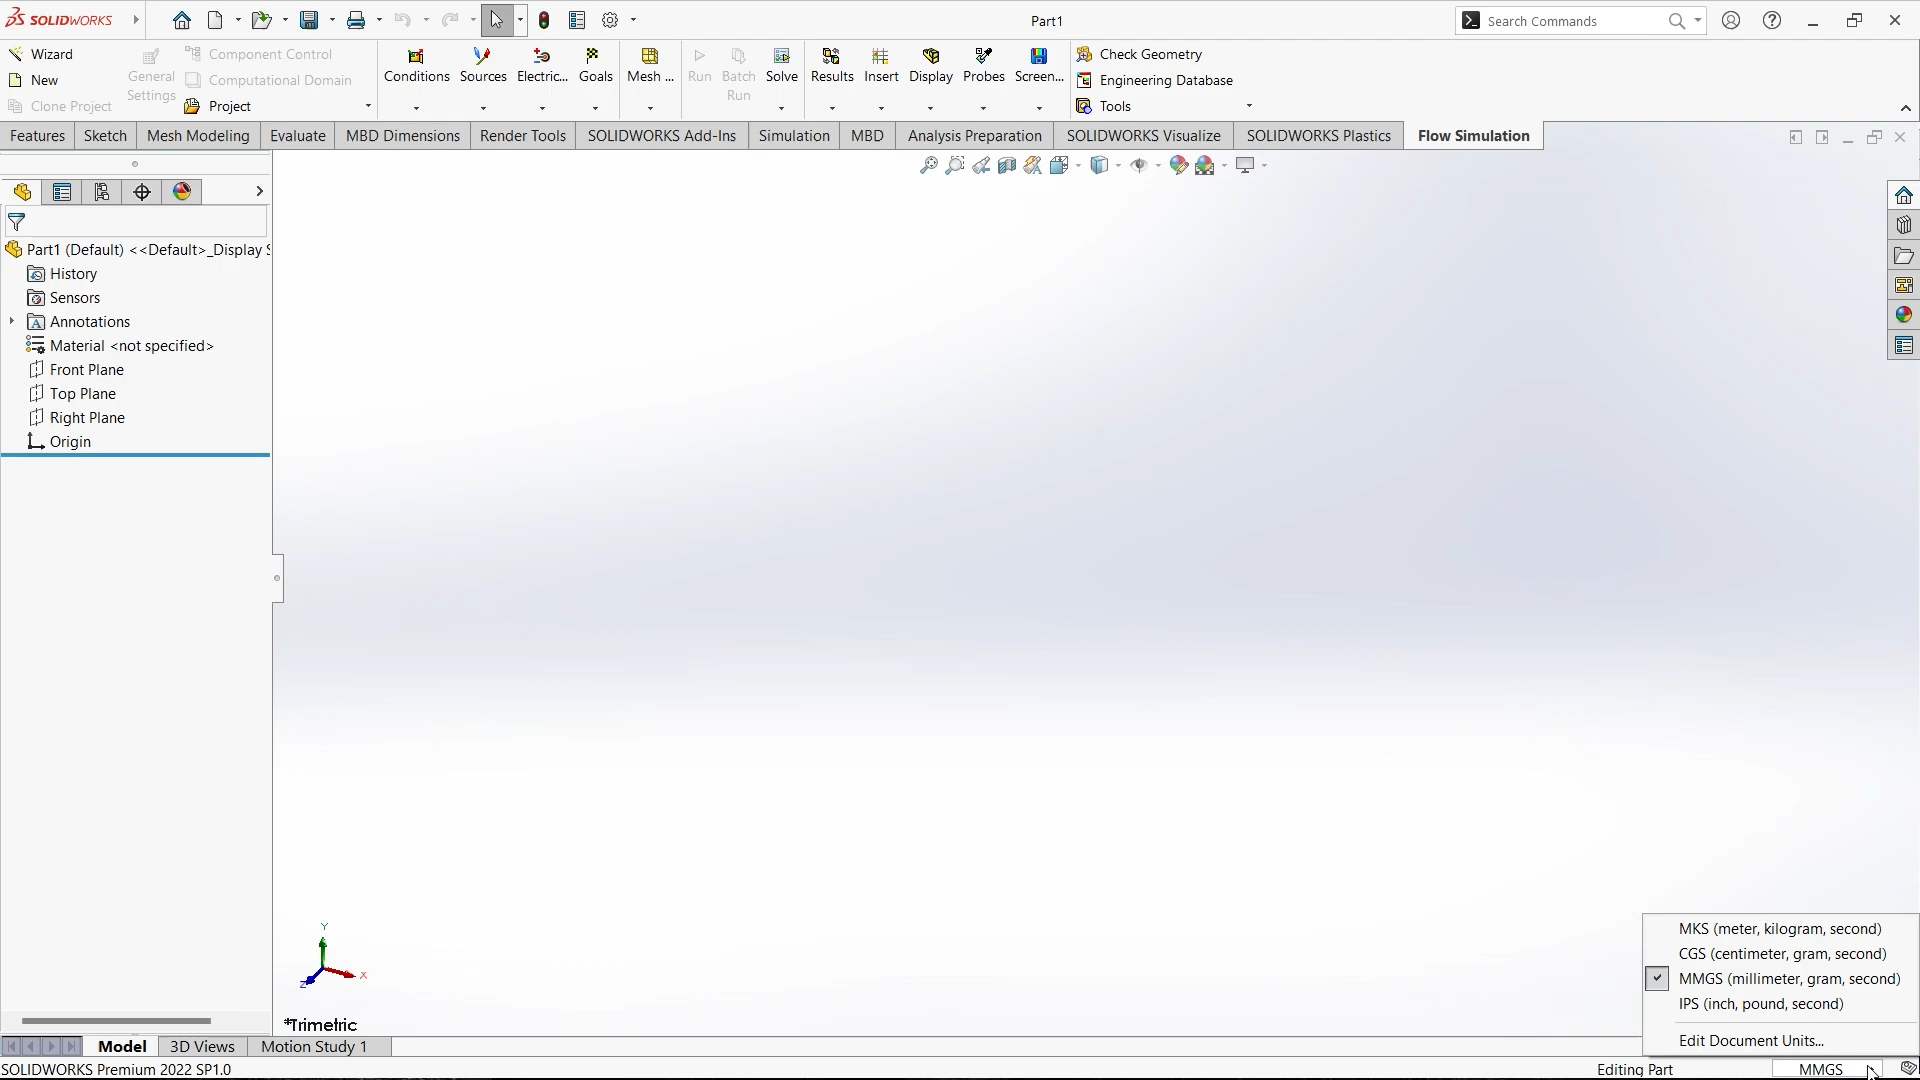 SOLIDWORKS
Part1
Search Commands
Wizard
New
Clone Project
General Settings
Component Control
Computational Domain
Project
Conditions
Sources
Electric...
Goals
Mesh ...
Run
Batch Run
Solve
Results
Insert
Display
Probes
Screen...
Check Geometry
Engineering Database
Tools
Features
Sketch
Mesh Modeling
Evaluate
MBD Dimensions
Render Tools
SOLIDWORKS Add-Ins
Simulation
MBD
Analysis Preparation
SOLIDWORKS Visualize
SOLIDWORKS Plastics
Flow Simulation
Part1 (Default) <<Default>_Display S
History
Sensors
Annotations
Material <not specified>
Front Plane
Top Plane
Right Plane
Origin
Y
X
Z
*Trimetric
MKS (meter, kilogram, second)
CGS (centimeter, gram, second)
MMGS (millimeter, gram, second)
IPS (inch, pound, second)
Edit Document Units...
Model
3D Views
Motion Study 1
SOLIDWORKS Premium 2022 SP1.0
Editing Part
MMGS